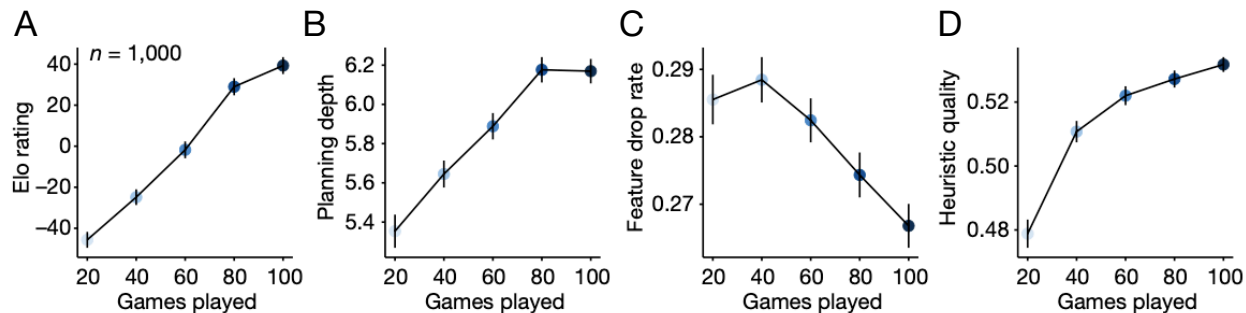 A
n = 1,000
Elo rating
40
20
0
−20
−40
20 40 60 80 100
Games played
B
Planning depth
6.2
6.0
5.8
5.6
5.4
20 40 60 80 100
Games played
C
Feature drop rate
0.29
0.28
0.27
20 40 60 80 100
Games played
D
Heuristic quality
0.52
0.50
0.48
20 40 60 80 100
Games played